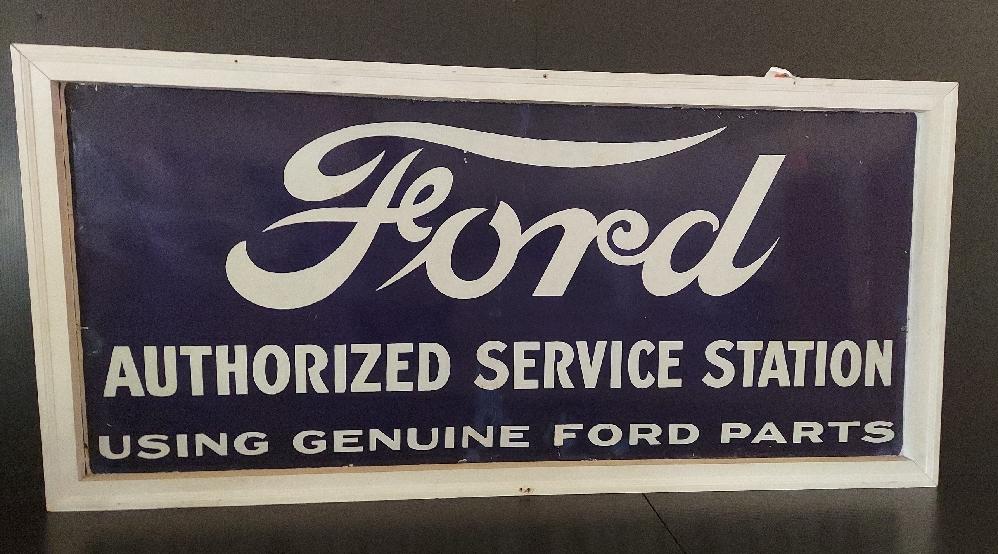 Ford
AUTHORIZED SERVICE STATION
USING GENUINE FORD PARTS